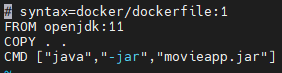 # syntax=docker/dockerfile:1
FROM openjdk:11
COPY . .
CMD ["java","-jar","movieapp.jar"]